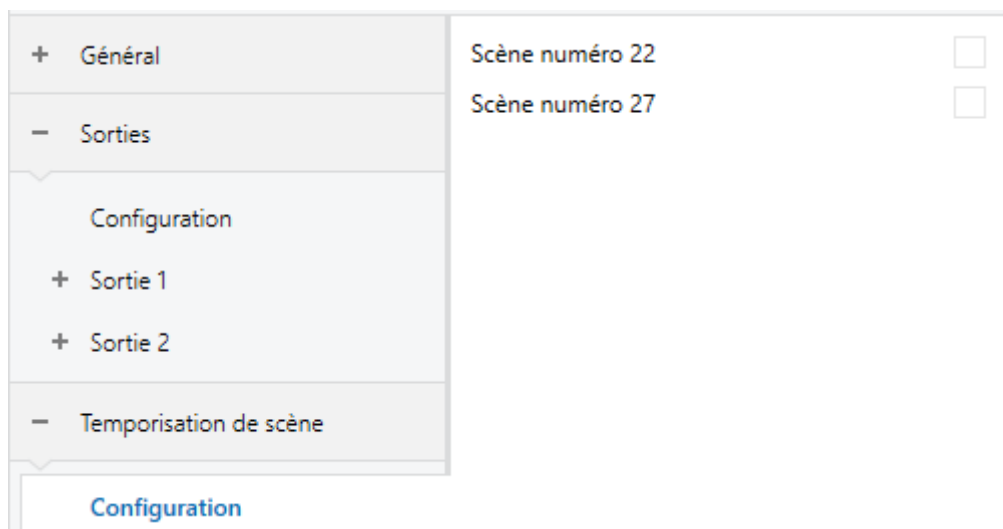 Général
Sorties
Configuration
Sortie 1
Sortie 2
Temporisation de scène
Configuration
Scène numéro 22
Scène numéro 27